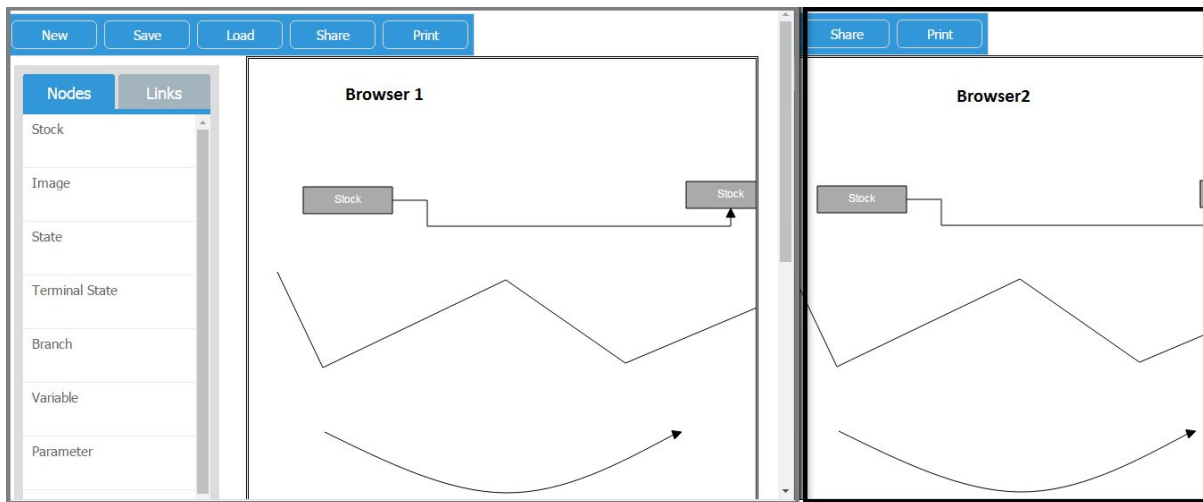 New Save Load Share Print
Nodes Links
Stock
Image
State
Terminal State
Branch
Variable
Parameter
Browser 1
Stock Stock
Share Print
Browser2
Stock